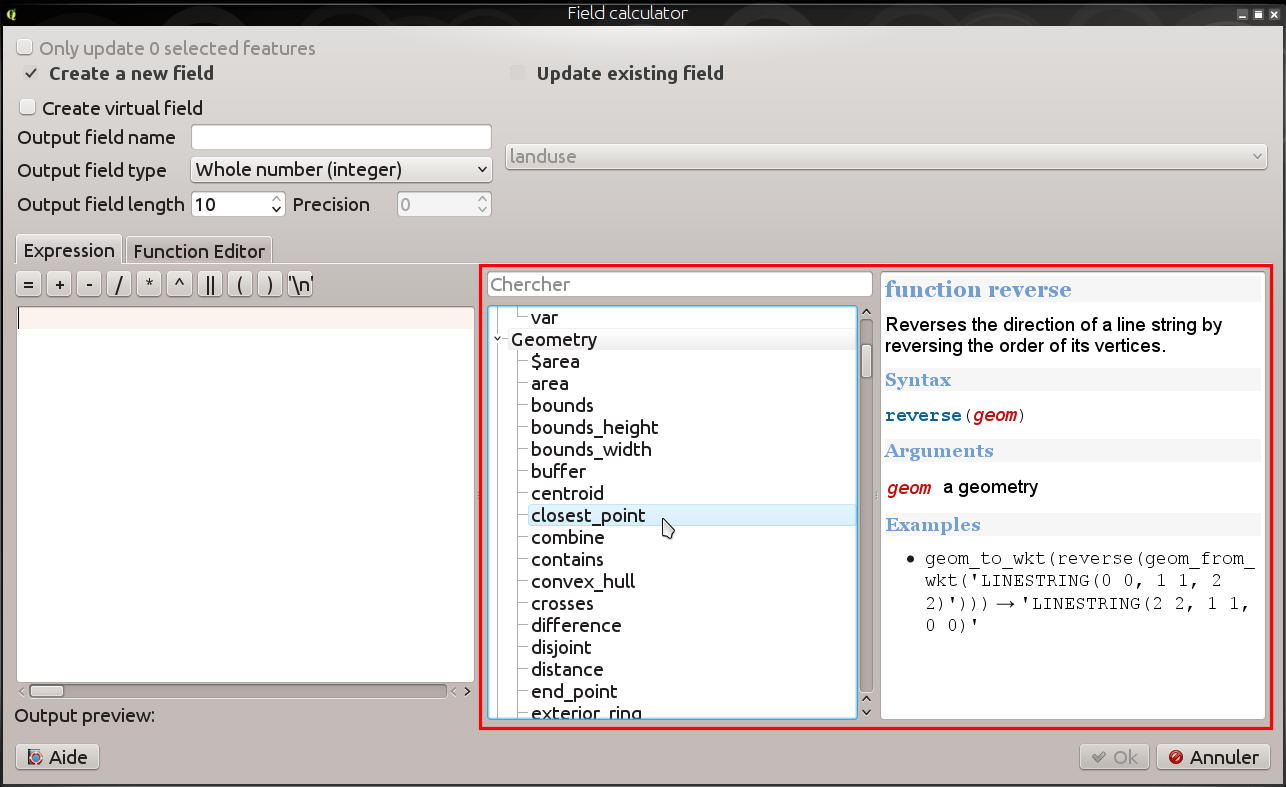 Field calculator
Only update 0 selected features
Create a new field
Update existing field
Create virtual field
Output field name
landuse
Output field type
Whole number (integer)
Output field length
10
Precision
0
Expression
Function Editor
= + - / * ^ || ( ) '\n'
Chercher
var
Geometry
$area
area
bounds
bounds_height
bounds_width
buffer
centroid
closest_point
combine
contains
convex_hull
crosses
difference
disjoint
distance
end_point
exterior_ring
function reverse
Reverses the direction of a line string by
reversing the order of its vertices.
Syntax
reverse(geom)
Arguments
geom a geometry
Examples
• geom_to_wkt(reverse(geom_from_
wkt('LINESTRING(0 0, 1 1, 2
2)'))) → 'LINESTRING(2 2, 1 1,
0 0)'
Output preview:
Aide
Ok
Annuler